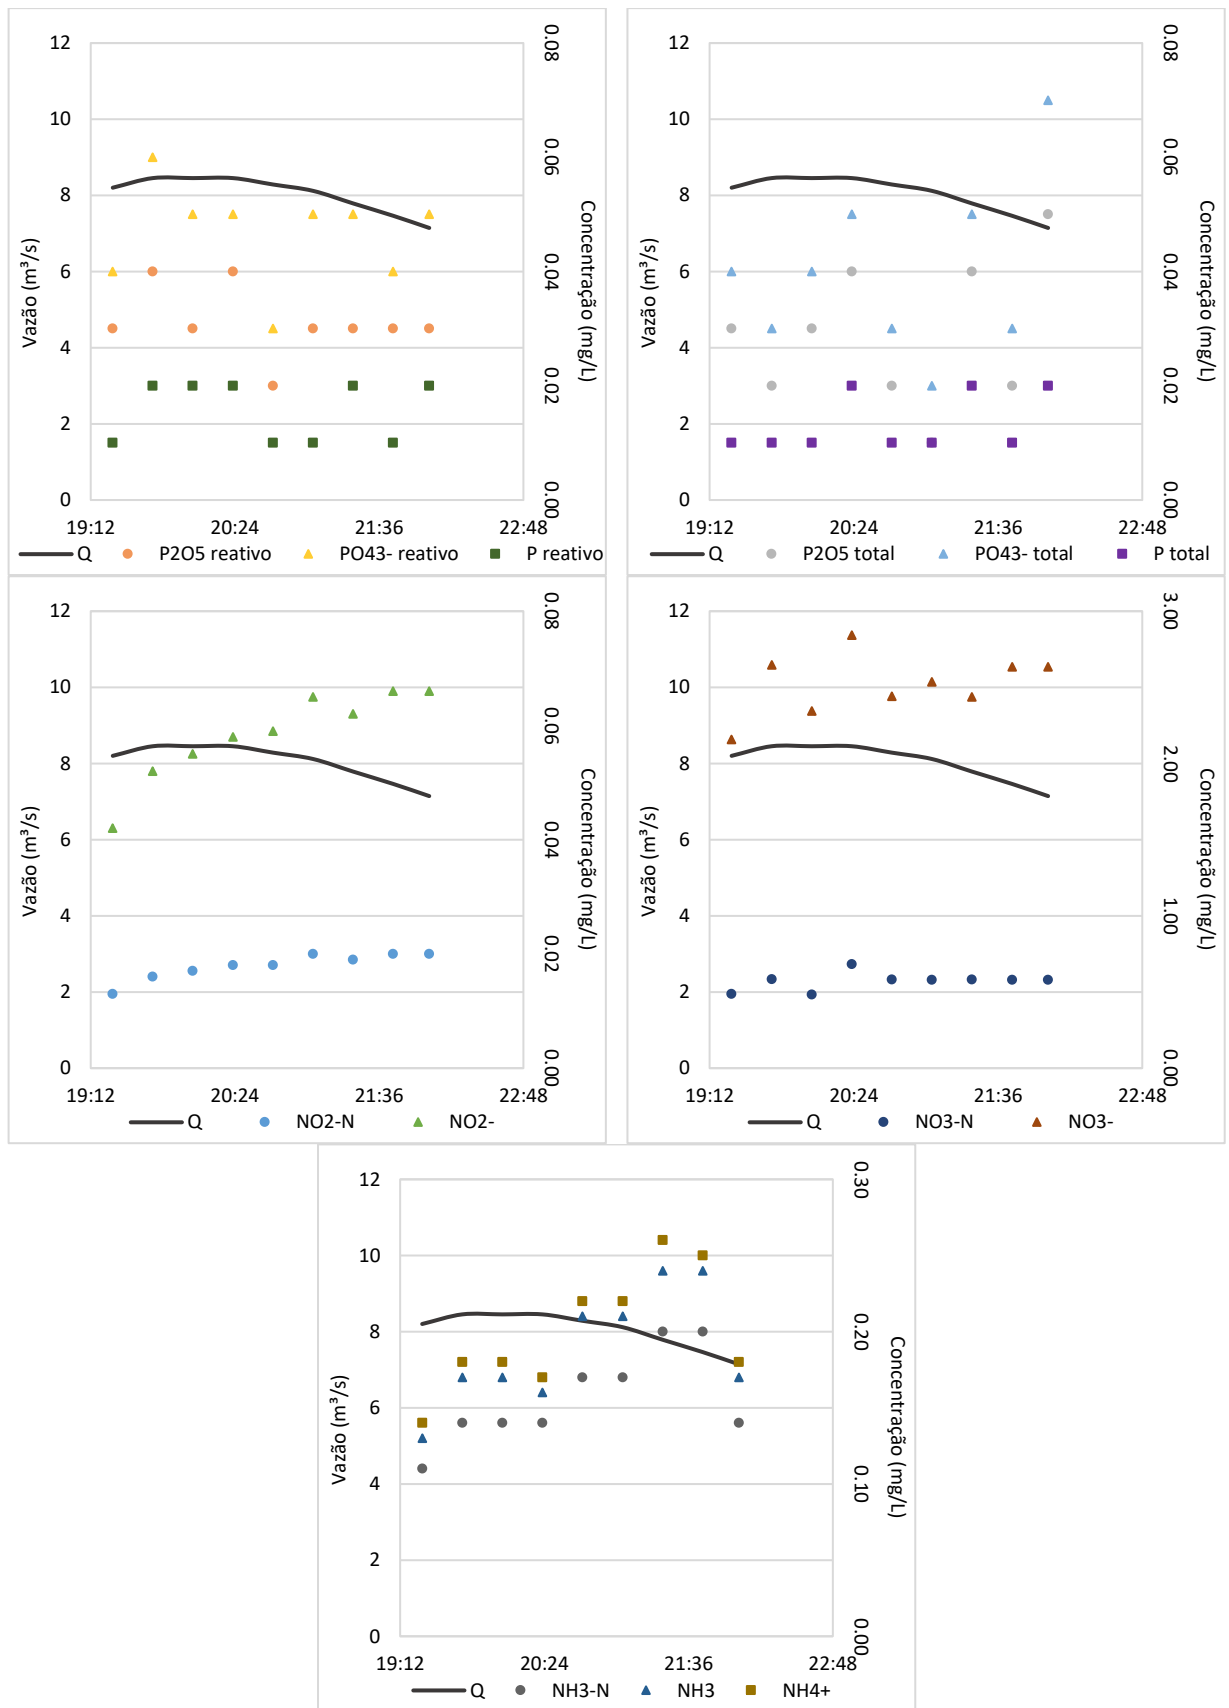 12
10
8
6
4
2
0
Vazão (m³/s)
0.08
0.06
0.04
0.02
0.00
Concentração (mg/L)
19:12 20:24 21:36 22:48
Q P2O5 reativo PO43- reativo P reativo
12
10
8
6
4
2
0
Vazão (m³/s)
0.08
0.06
0.04
0.02
0.00
Concentração (mg/L)
19:12 20:24 21:36 22:48
Q P2O5 total PO43- total P total
12
10
8
6
4
2
0
Vazão (m³/s)
0.08
0.06
0.04
0.02
0.00
Concentração (mg/L)
19:12 20:24 21:36 22:48
Q NO2-N NO2-
12
10
8
6
4
2
0
Vazão (m³/s)
3.00
2.00
1.00
0.00
Concentração (mg/L)
19:12 20:24 21:36 22:48
Q NO3-N NO3-
12
10
8
6
4
2
0
Vazão (m³/s)
0.30
0.20
0.10
0.00
Concentração (mg/L)
19:12 20:24 21:36 22:48
Q NH3-N NH3 NH4+